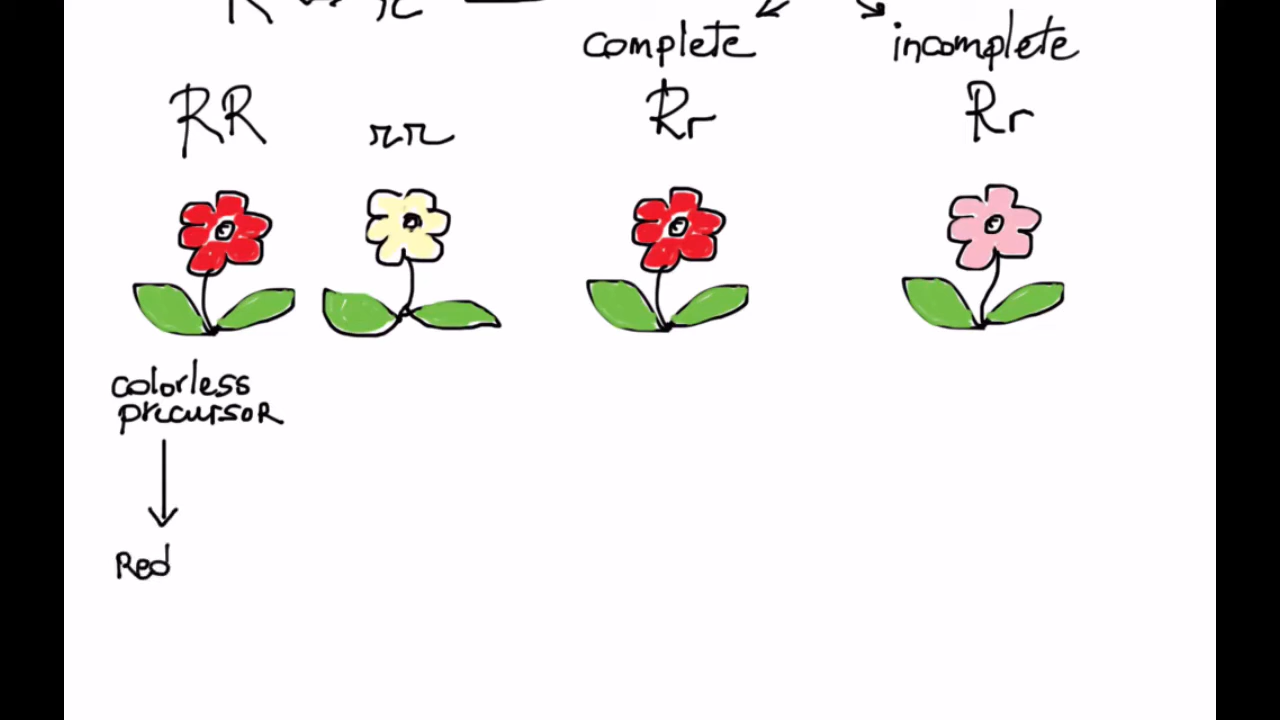 complete incomplete
RR rr Rr Rr
colorless
precursor
Red